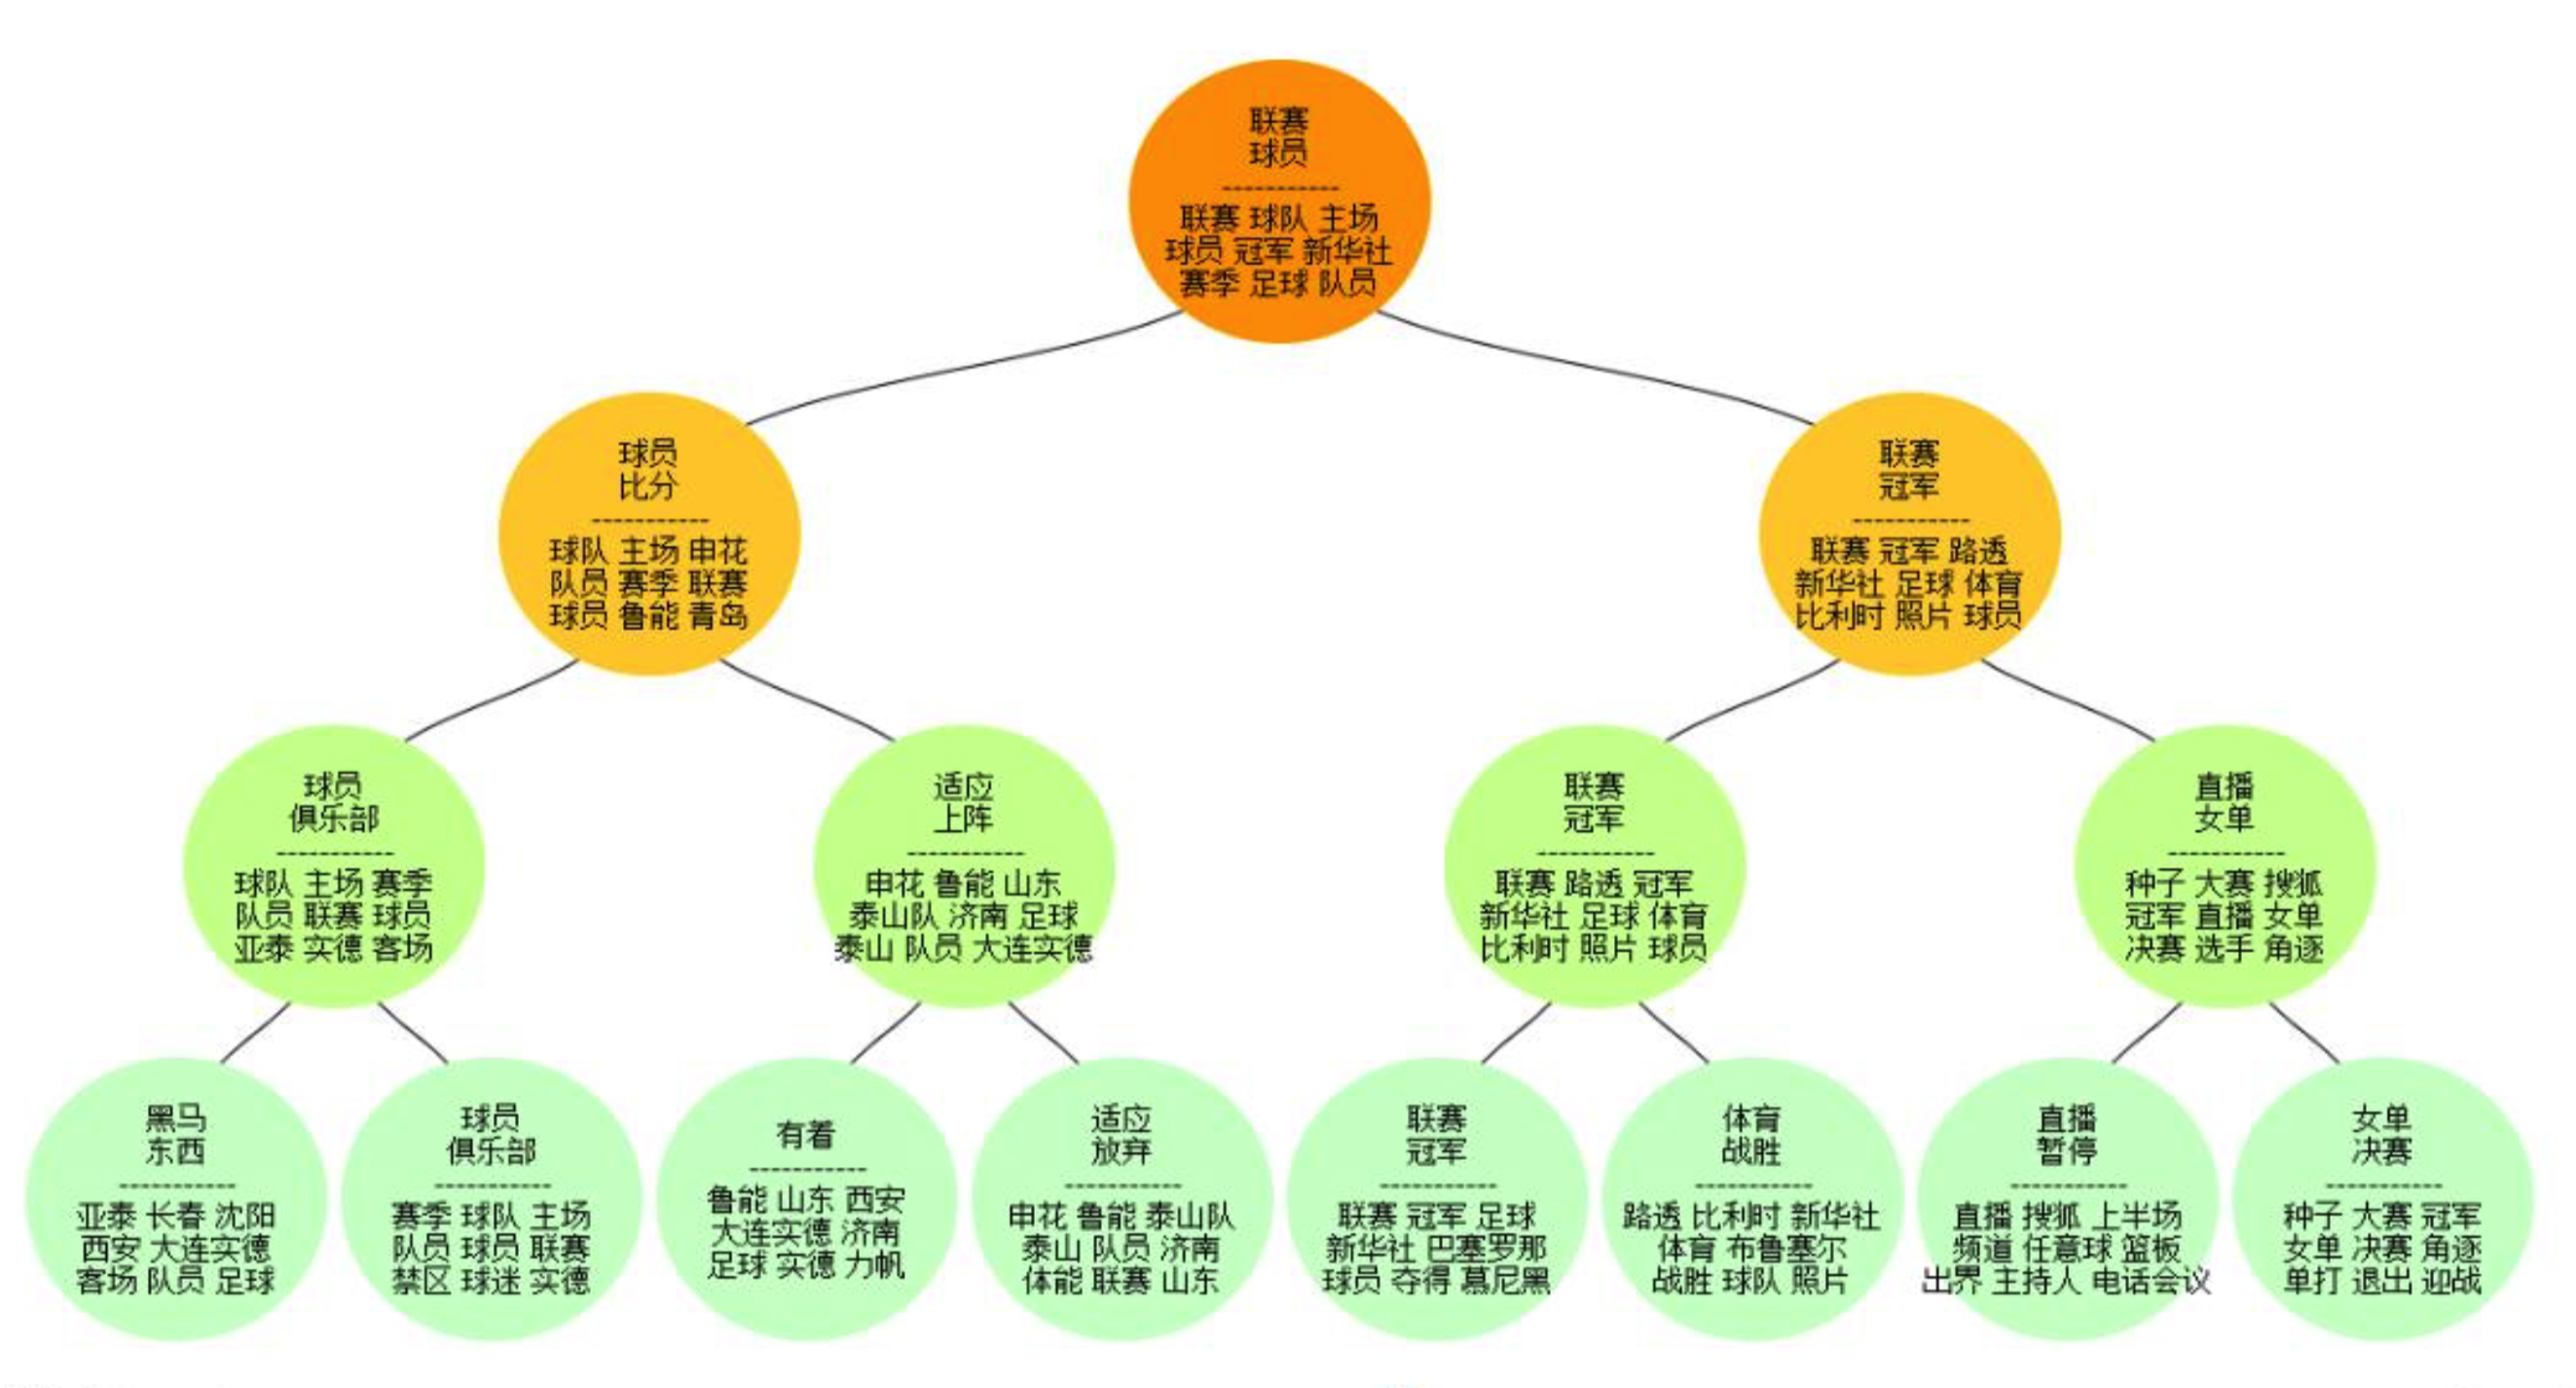 联赛
球员
-----------
联赛 球队 主场
球员 冠军 新华社
赛季 足球 队员
球员
比分
-----------
球队 主场 申花
队员 赛季 联赛
球员 鲁能 青岛
联赛
冠军
-----------
联赛 冠军 路透
新华社 足球 体育
比利时 照片 球员
球员
俱乐部
-----------
球队 主场 赛季
队员 联赛 球员
亚泰 实德 客场
适应
上阵
-----------
申花 鲁能 山东
泰山队 济南 足球
泰山 队员 大连实德
联赛
冠军
-----------
联赛 路透 冠军
新华社 足球 体育
比利时 照片 球员
直播
女单
-----------
种子 大赛 搜狐
冠军 直播 女单
决赛 选手 角逐
黑马
东西
-----------
亚泰 长春 沈阳
西安 大连实德
客场 队员 足球
球员
俱乐部
-----------
赛季 球队 主场
队员 球员 联赛
禁区 球迷 实德
有着
-----------
鲁能 山东 西安
大连实德 济南
足球 实德 力帆
适应
放弃
-----------
申花 鲁能 泰山队
泰山 队员 济南
体能 联赛 山东
联赛
冠军
-----------
联赛 冠军 足球
新华社 巴塞罗那
球员 夺得 慕尼黑
体育
战胜
-----------
路透 比利时 新华社
体育 布鲁塞尔
战胜 球队 照片
直播
暂停
-----------
直播 搜狐 上半场
频道 任意球 篮板
出界 主持人 电话会议
女单
决赛
-----------
种子 大赛 冠军
女单 决赛 角逐
单打 退出 迎战